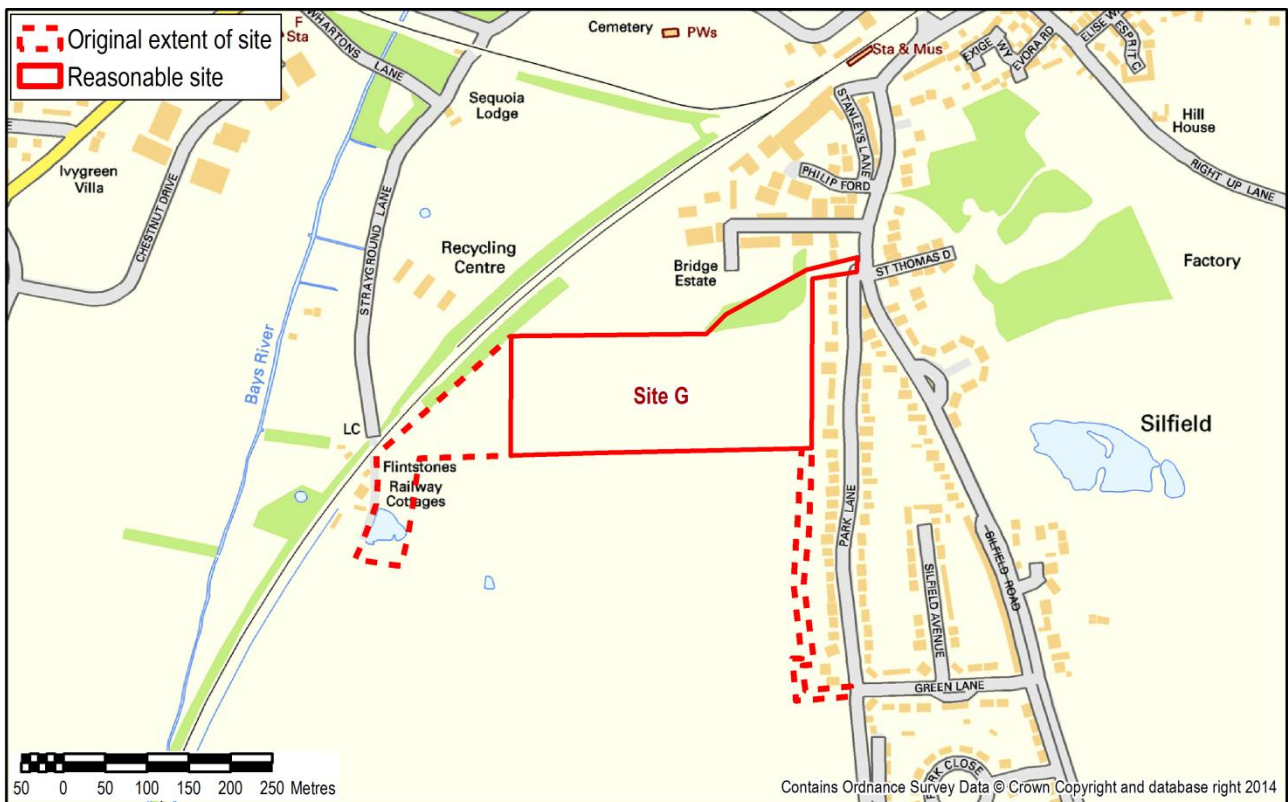 Original extent of site
Reasonable site
F
Sta
WHARTONS LANE
Cemetery
PWs
Sta & Mus
EXIGE WY
EVORA RD
ELISE W
ESPRIT C
Sequoia
Lodge
STANLEYS LANE
Hill
House
Ivygreen
Villa
CHESTNUT DRIVE
PHILIP FORD
RIGHT UP LANE
STRAYGROUND LANE
Recycling
Centre
Bridge
Estate
ST THOMAS D
Factory
Bays River
Site G
LC
Silfield
Flintstones
Railway
Cottages
PARK LANE
SILFIELD ROAD
SILFIELD AVENUE
GREEN LANE
RK CLOSE
50 0 50 100 150 200 250 Metres
Contains Ordnance Survey Data © Crown Copyright and database right 2014